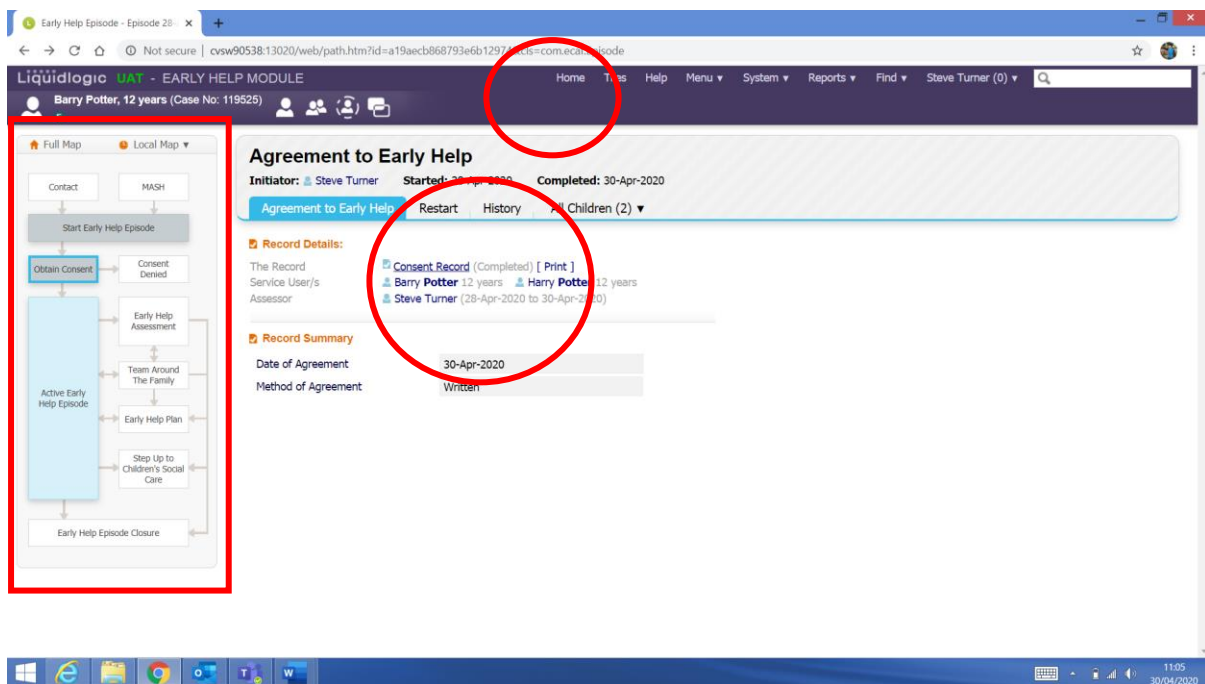 Early Help Episode - Episode 28-
Not secure | cvsw90538:13020/web/path.htm?id=a19aecb868793e6b12974
Liquidlogic UAT - EARLY HELP MODULE
Home
Help
Menu
System
Reports
Find
Steve Turner (0)
Barry Potter, 12 years (Case No: 119525)
Full Map
Local Map
Contact
MASH
Start Early Help Episode
Obtain Consent
Consent
Denied
Early Help
Assessment
Team Around
The Family
Active Early
Help Episode
Early Help Plan
Step Up to
Children's Social
Care
Early Help Episode Closure
Agreement to Early Help
Initiator: Steve Turner Started: Completed: 30-Apr-2020
Agreement to Early Help Restart History All Children (2)
Record Details:
The Record Consent Record (Completed) [ Print ]
Service User/s Barry Potter 12 years Harry Potter 12 years
Assessor Steve Turner (28-Apr-2020 to 30-Apr-2020)
Record Summary
Date of Agreement 30-Apr-2020
Method of Agreement Written
11:05
30/04/2020